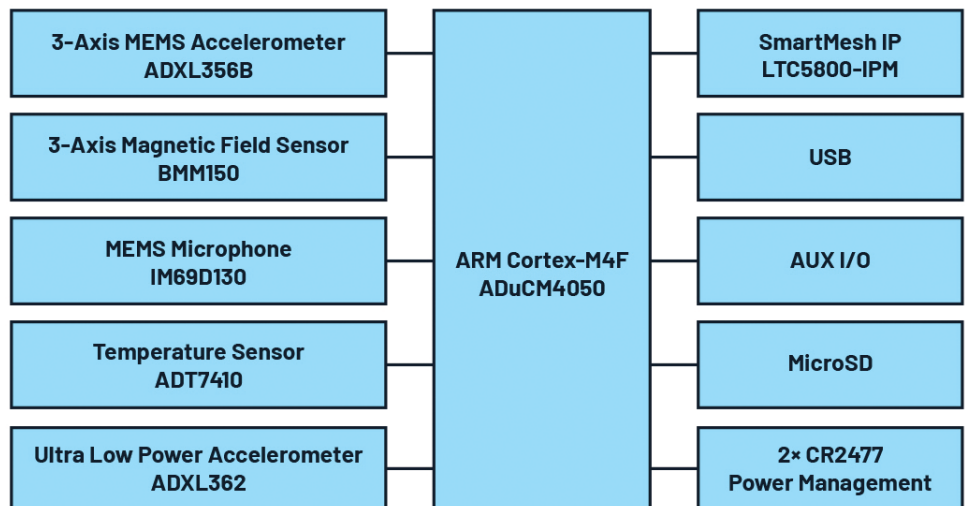 3-Axis MEMS Accelerometer
ADXL356B
3-Axis Magnetic Field Sensor
BMM150
MEMS Microphone
IM69D130
Temperature Sensor
ADT7410
Ultra Low Power Accelerometer
ADXL362
ARM Cortex-M4F
ADuCM4050
SmartMesh IP
LTC5800-IPM
USB
AUX I/O
MicroSD
2× CR2477
Power Management